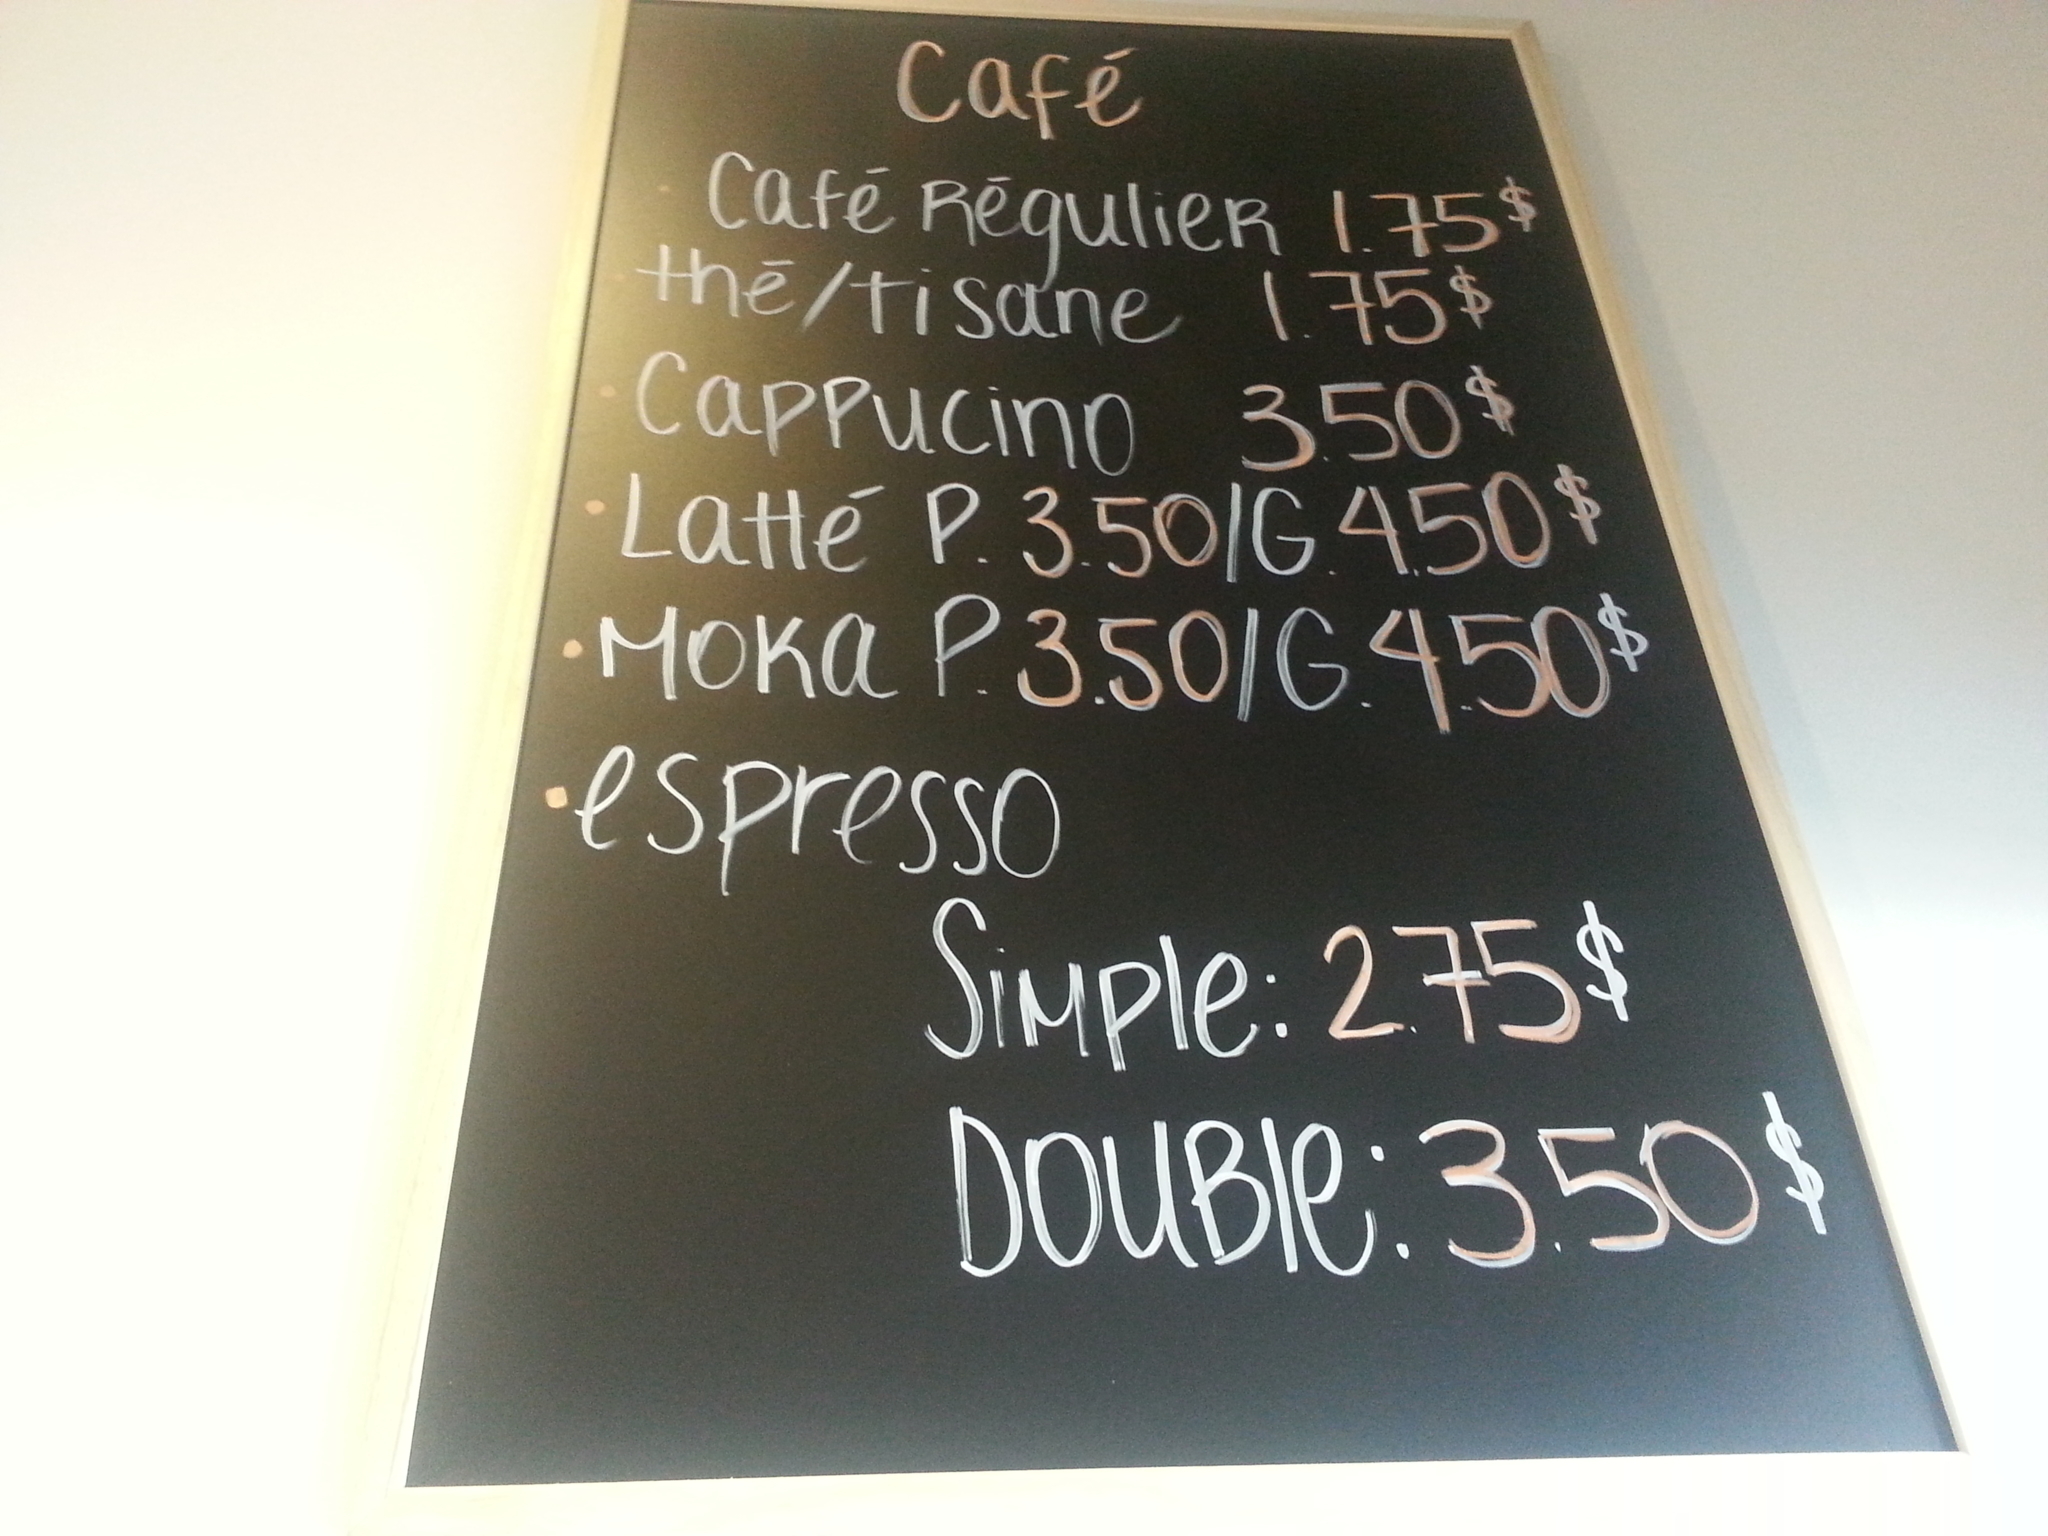 Café
· Café Régulier 1.75$
· thé/tisane 1.75$
· Cappucino 3.50$
· Latté P. 3.50/G. 4.50$
· Moka P. 3.50/G. 4.50$
· espresso
Simple: 2.75$
Double: 3.50$